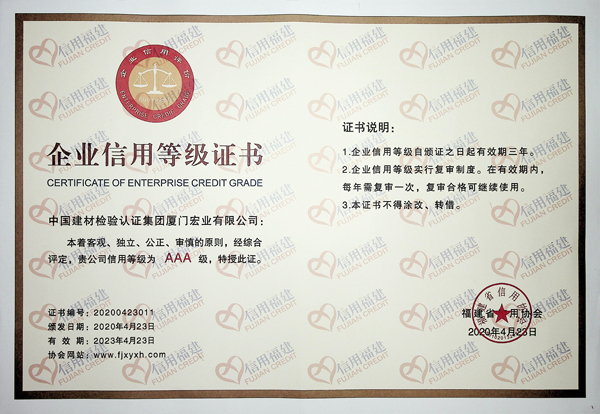 企业信用评价
ENTERPRISE CREDIT GRADE
企业信用等级证书
CERTIFICATE OF ENTERPRISE CREDIT GRADE
中国建材检验认证集团厦门宏业有限公司：
本着客观、独立、公正、审慎的原则，经综合
评定，贵公司信用等级为 AAA 级，特授此证。
证书编号：20200423011
颁发日期：2020年4月23日
有 效 期：2023年4月23日
协会网站：www.fjxyxh.com
证书说明：
1.企业信用等级自颁证之日起有效期三年。
2.企业信用等级实行复审制度。在有效期内，
每年需复审一次，复审合格可继续使用。
3.本证书不得涂改、转借。
福建省信用协会
2020年4月23日
信用福建
FUJIAN CREDIT